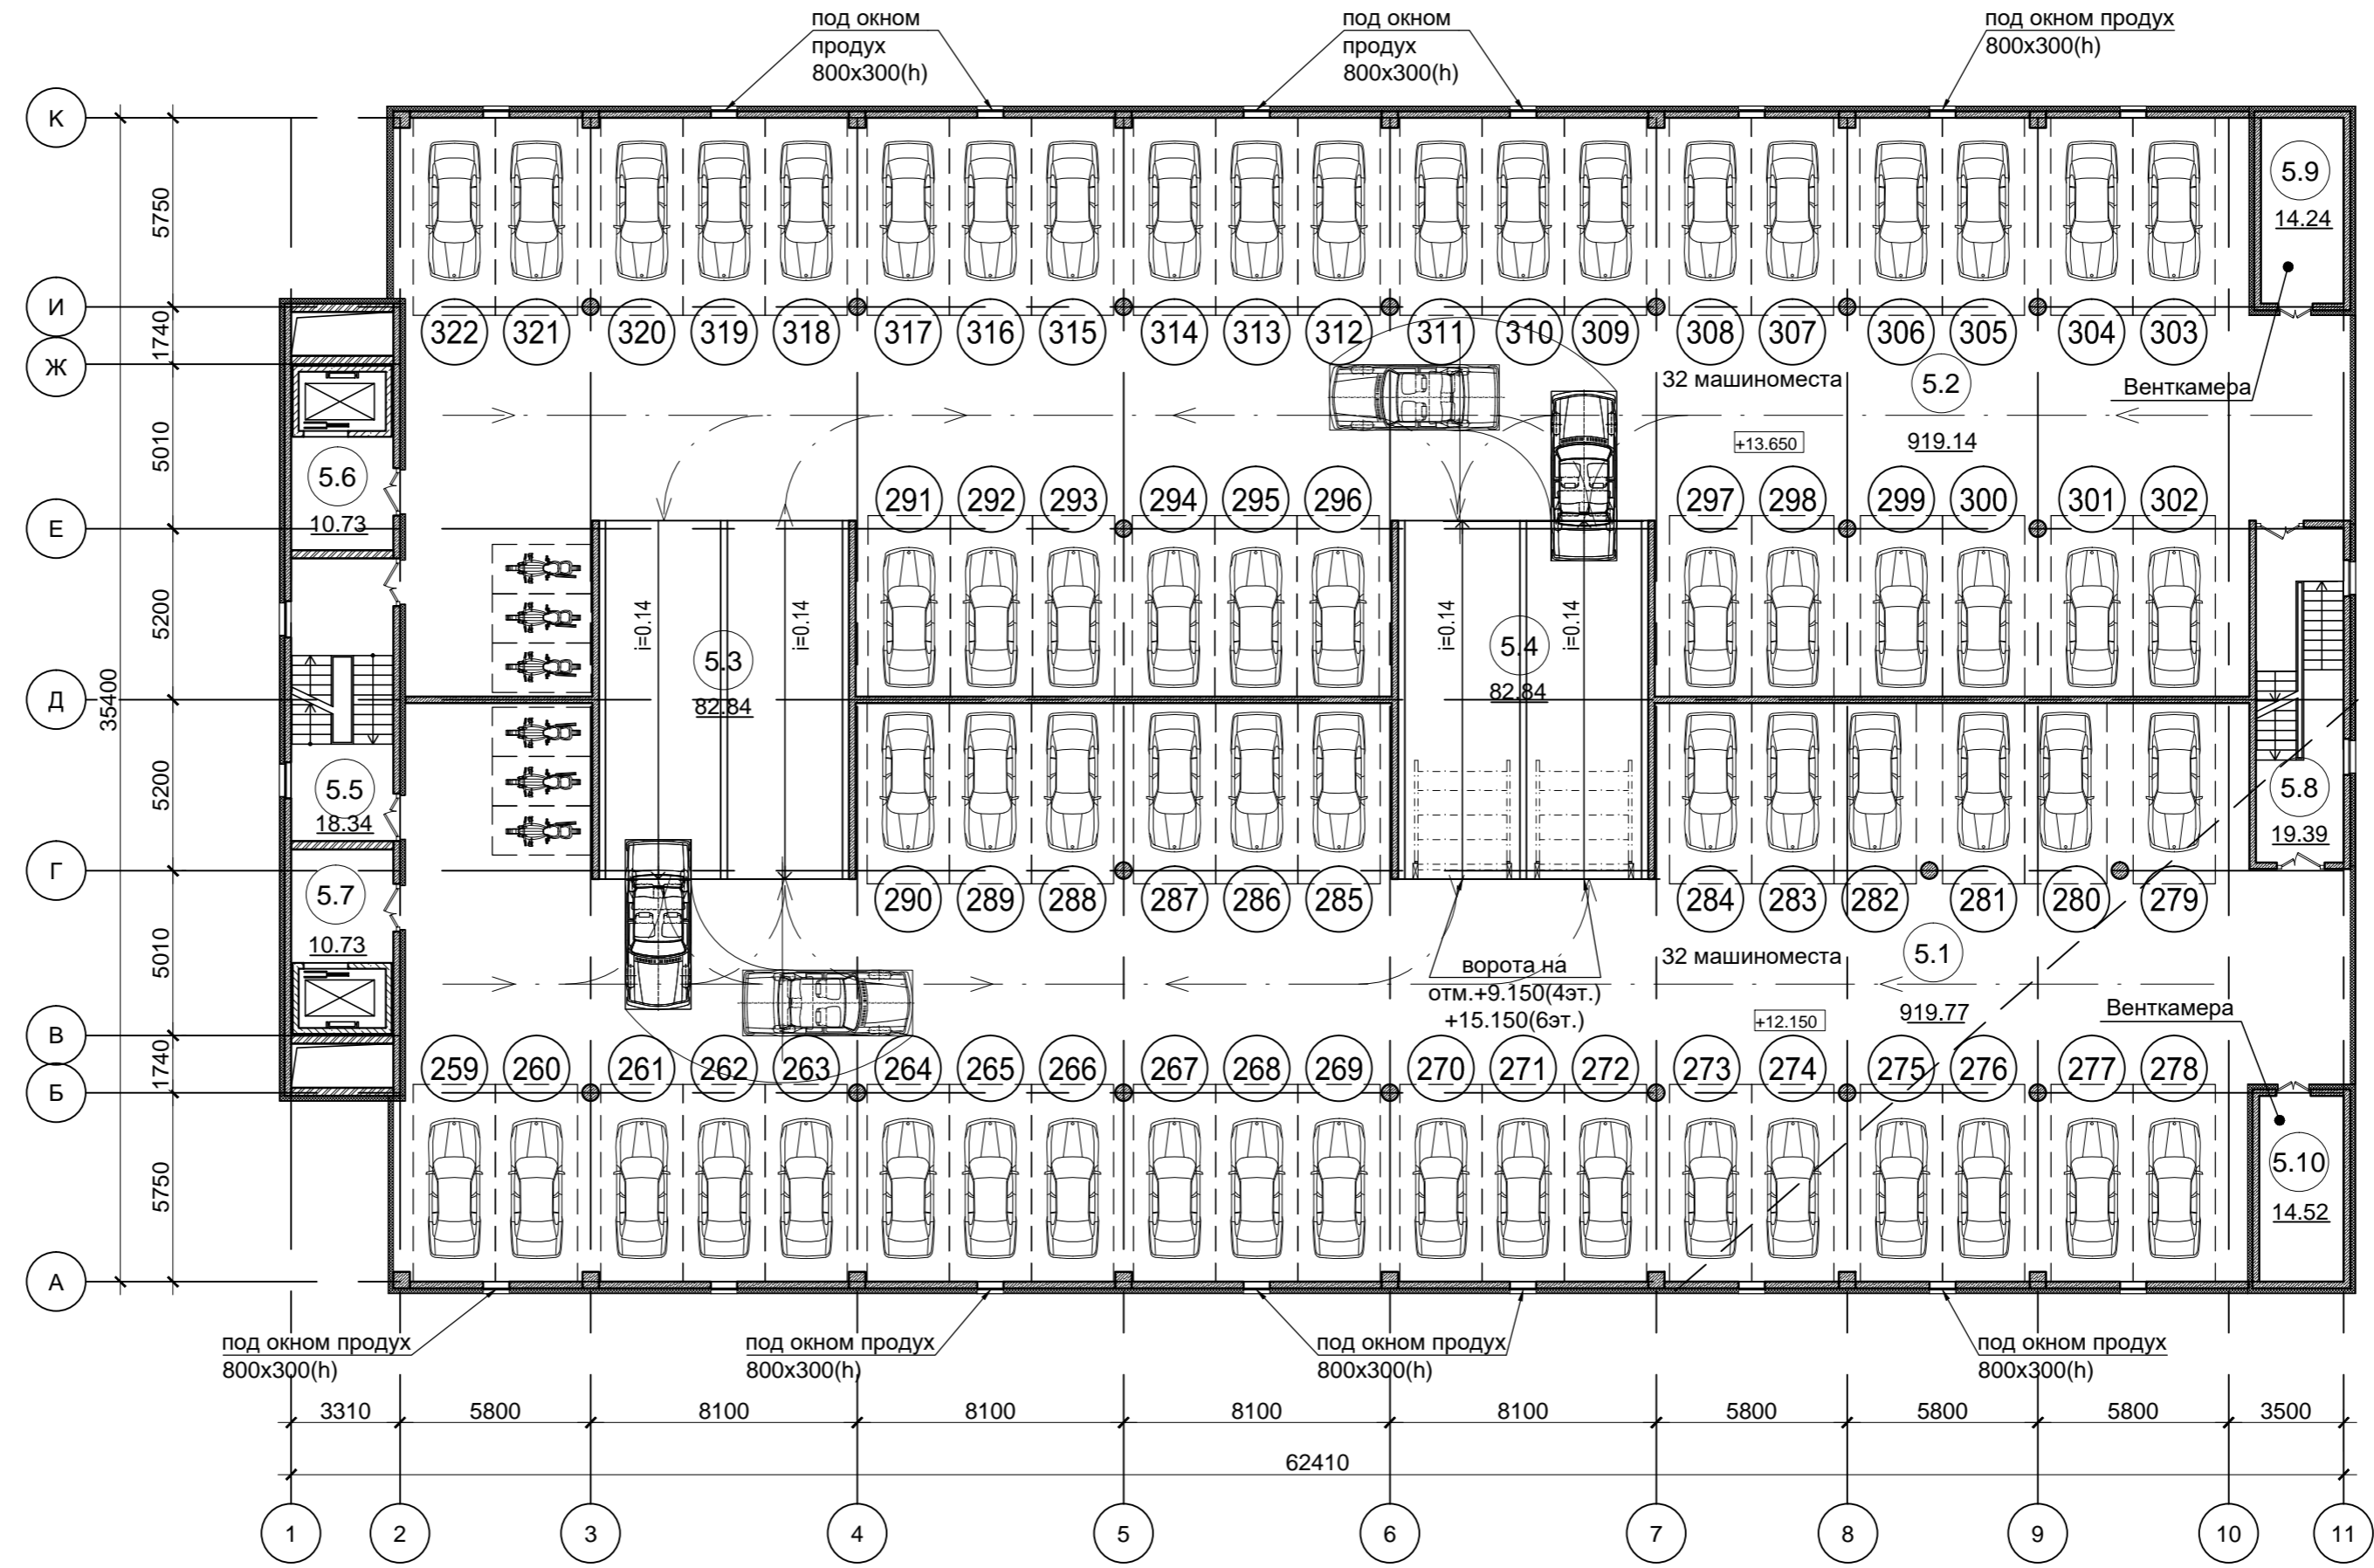 под окном
продух
800х300(h)
под окном
продух
800х300(h)
под окном продух
800х300(h)
К
И
Ж
Е
Д
Г
В
Б
А
5750
1740
5010
5200
5200
5010
1740
5750
35400
5.9
14.24
322 321 320 319 318 317 316 315 314 313 312 311 310 309 308 307 306 305 304 303
32 машиноместа
5.2
Венткамера
+13.650
919.14
5.6
10.73
291 292 293 294 295 296 297 298 299 300 301 302
i=0.14
5.3
i=0.14
82.84
i=0.14
5.4
i=0.14
82.84
5.5
18.34
5.8
19.39
5.7
10.73
290 289 288 287 286 285 284 283 282 281 280 279
32 машиноместа
5.1
ворота на
отм.+9.150(4эт.)
+15.150(6эт.)
+12.150
919.77
Венткамера
259 260 261 262 263 264 265 266 267 268 269 270 271 272 273 274 275 276 277 278
5.10
14.52
под окном продух
800х300(h)
под окном продух
800х300(h)
под окном продух
800х300(h)
под окном продух
800х300(h)
3310 5800 8100 8100 8100 8100 5800 5800 5800 3500
62410
1 2 3 4 5 6 7 8 9 10 11